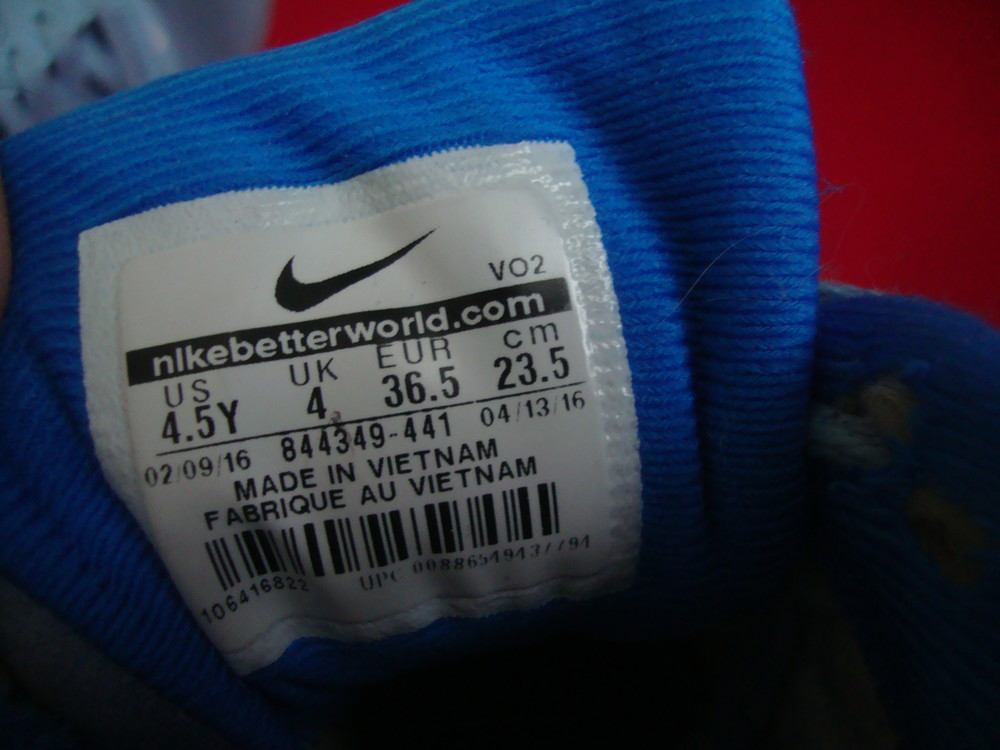 VO2
nikebetterworld.com
US UK EUR cm
4.5Y 4 36.5 23.5
02/09/16 844349-441 04/13/16
MADE IN VIETNAM
FABRIQUE AU VIETNAM
106416822 UPC